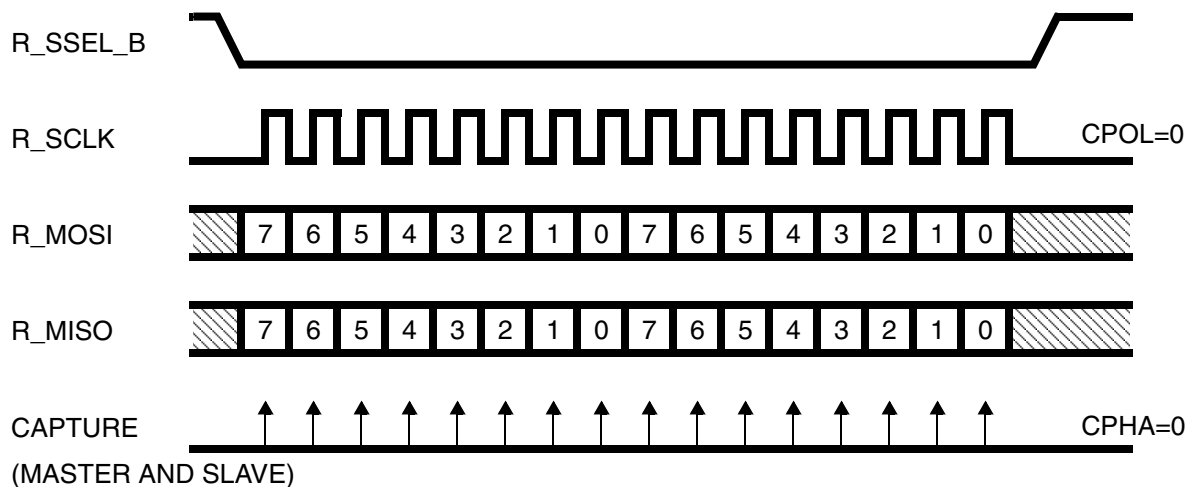 R_SSEL_B
R_SCLK
CPOL=0
R_MOSI
7 6 5 4 3 2 1 0 7 6 5 4 3 2 1 0
R_MISO
7 6 5 4 3 2 1 0 7 6 5 4 3 2 1 0
CAPTURE
CPHA=0
(MASTER AND SLAVE)